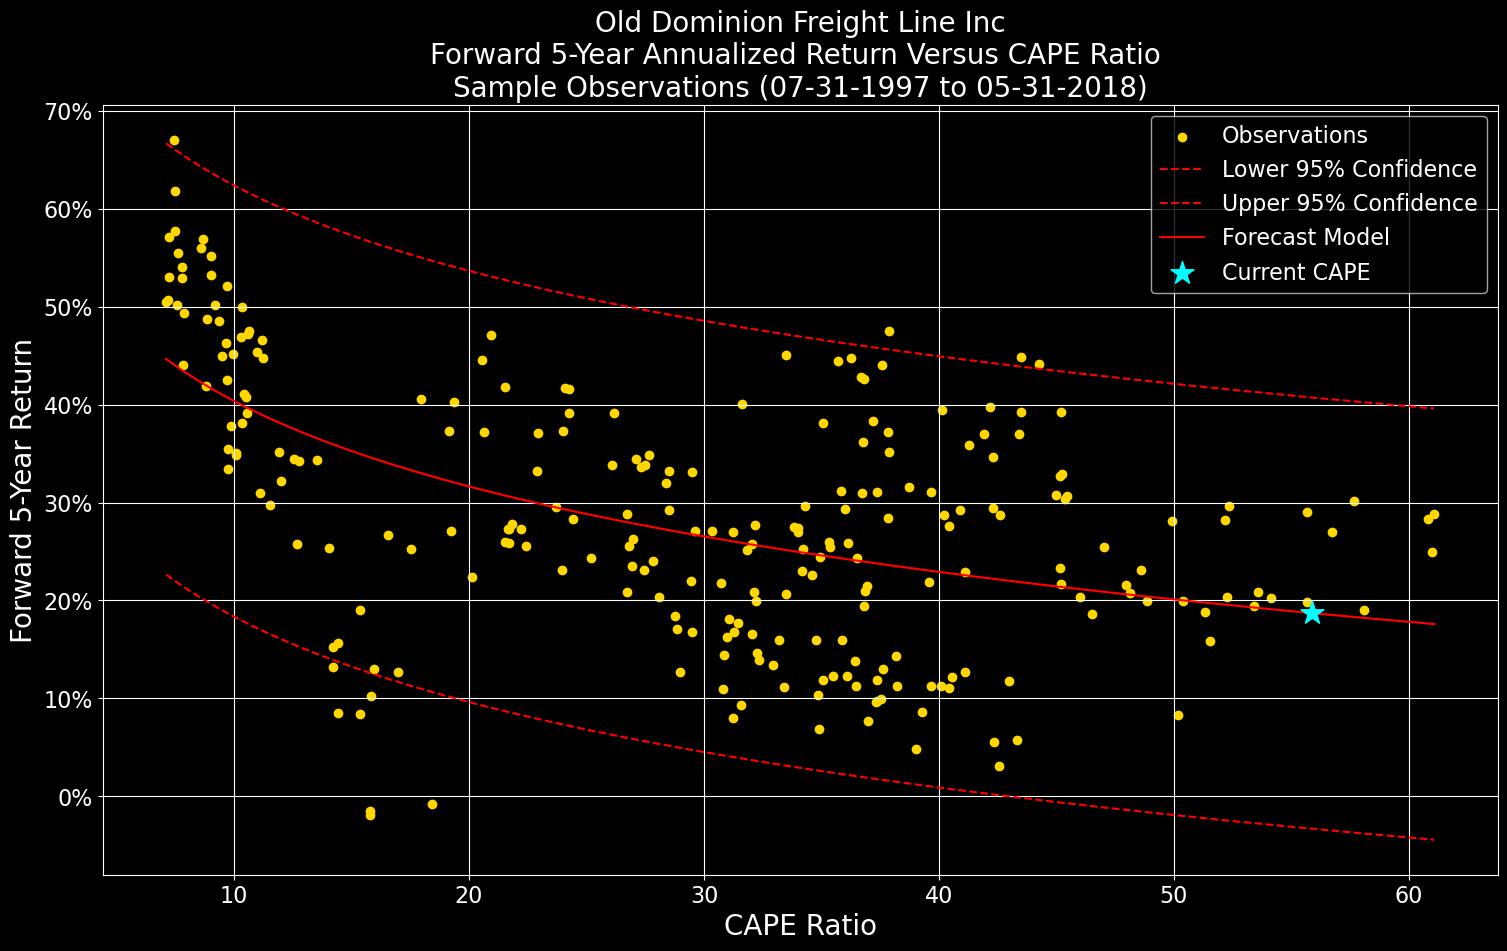 Old Dominion Freight Line Inc
Forward 5-Year Annualized Return Versus CAPE Ratio
Sample Observations (07-31-1997 to 05-31-2018)
70%
60%
50%
40%
30%
20%
10%
0%
Forward 5-Year Return
Observations
Lower 95% Confidence
Upper 95% Confidence
Forecast Model
Current CAPE
10 20 30 40 50 60
CAPE Ratio